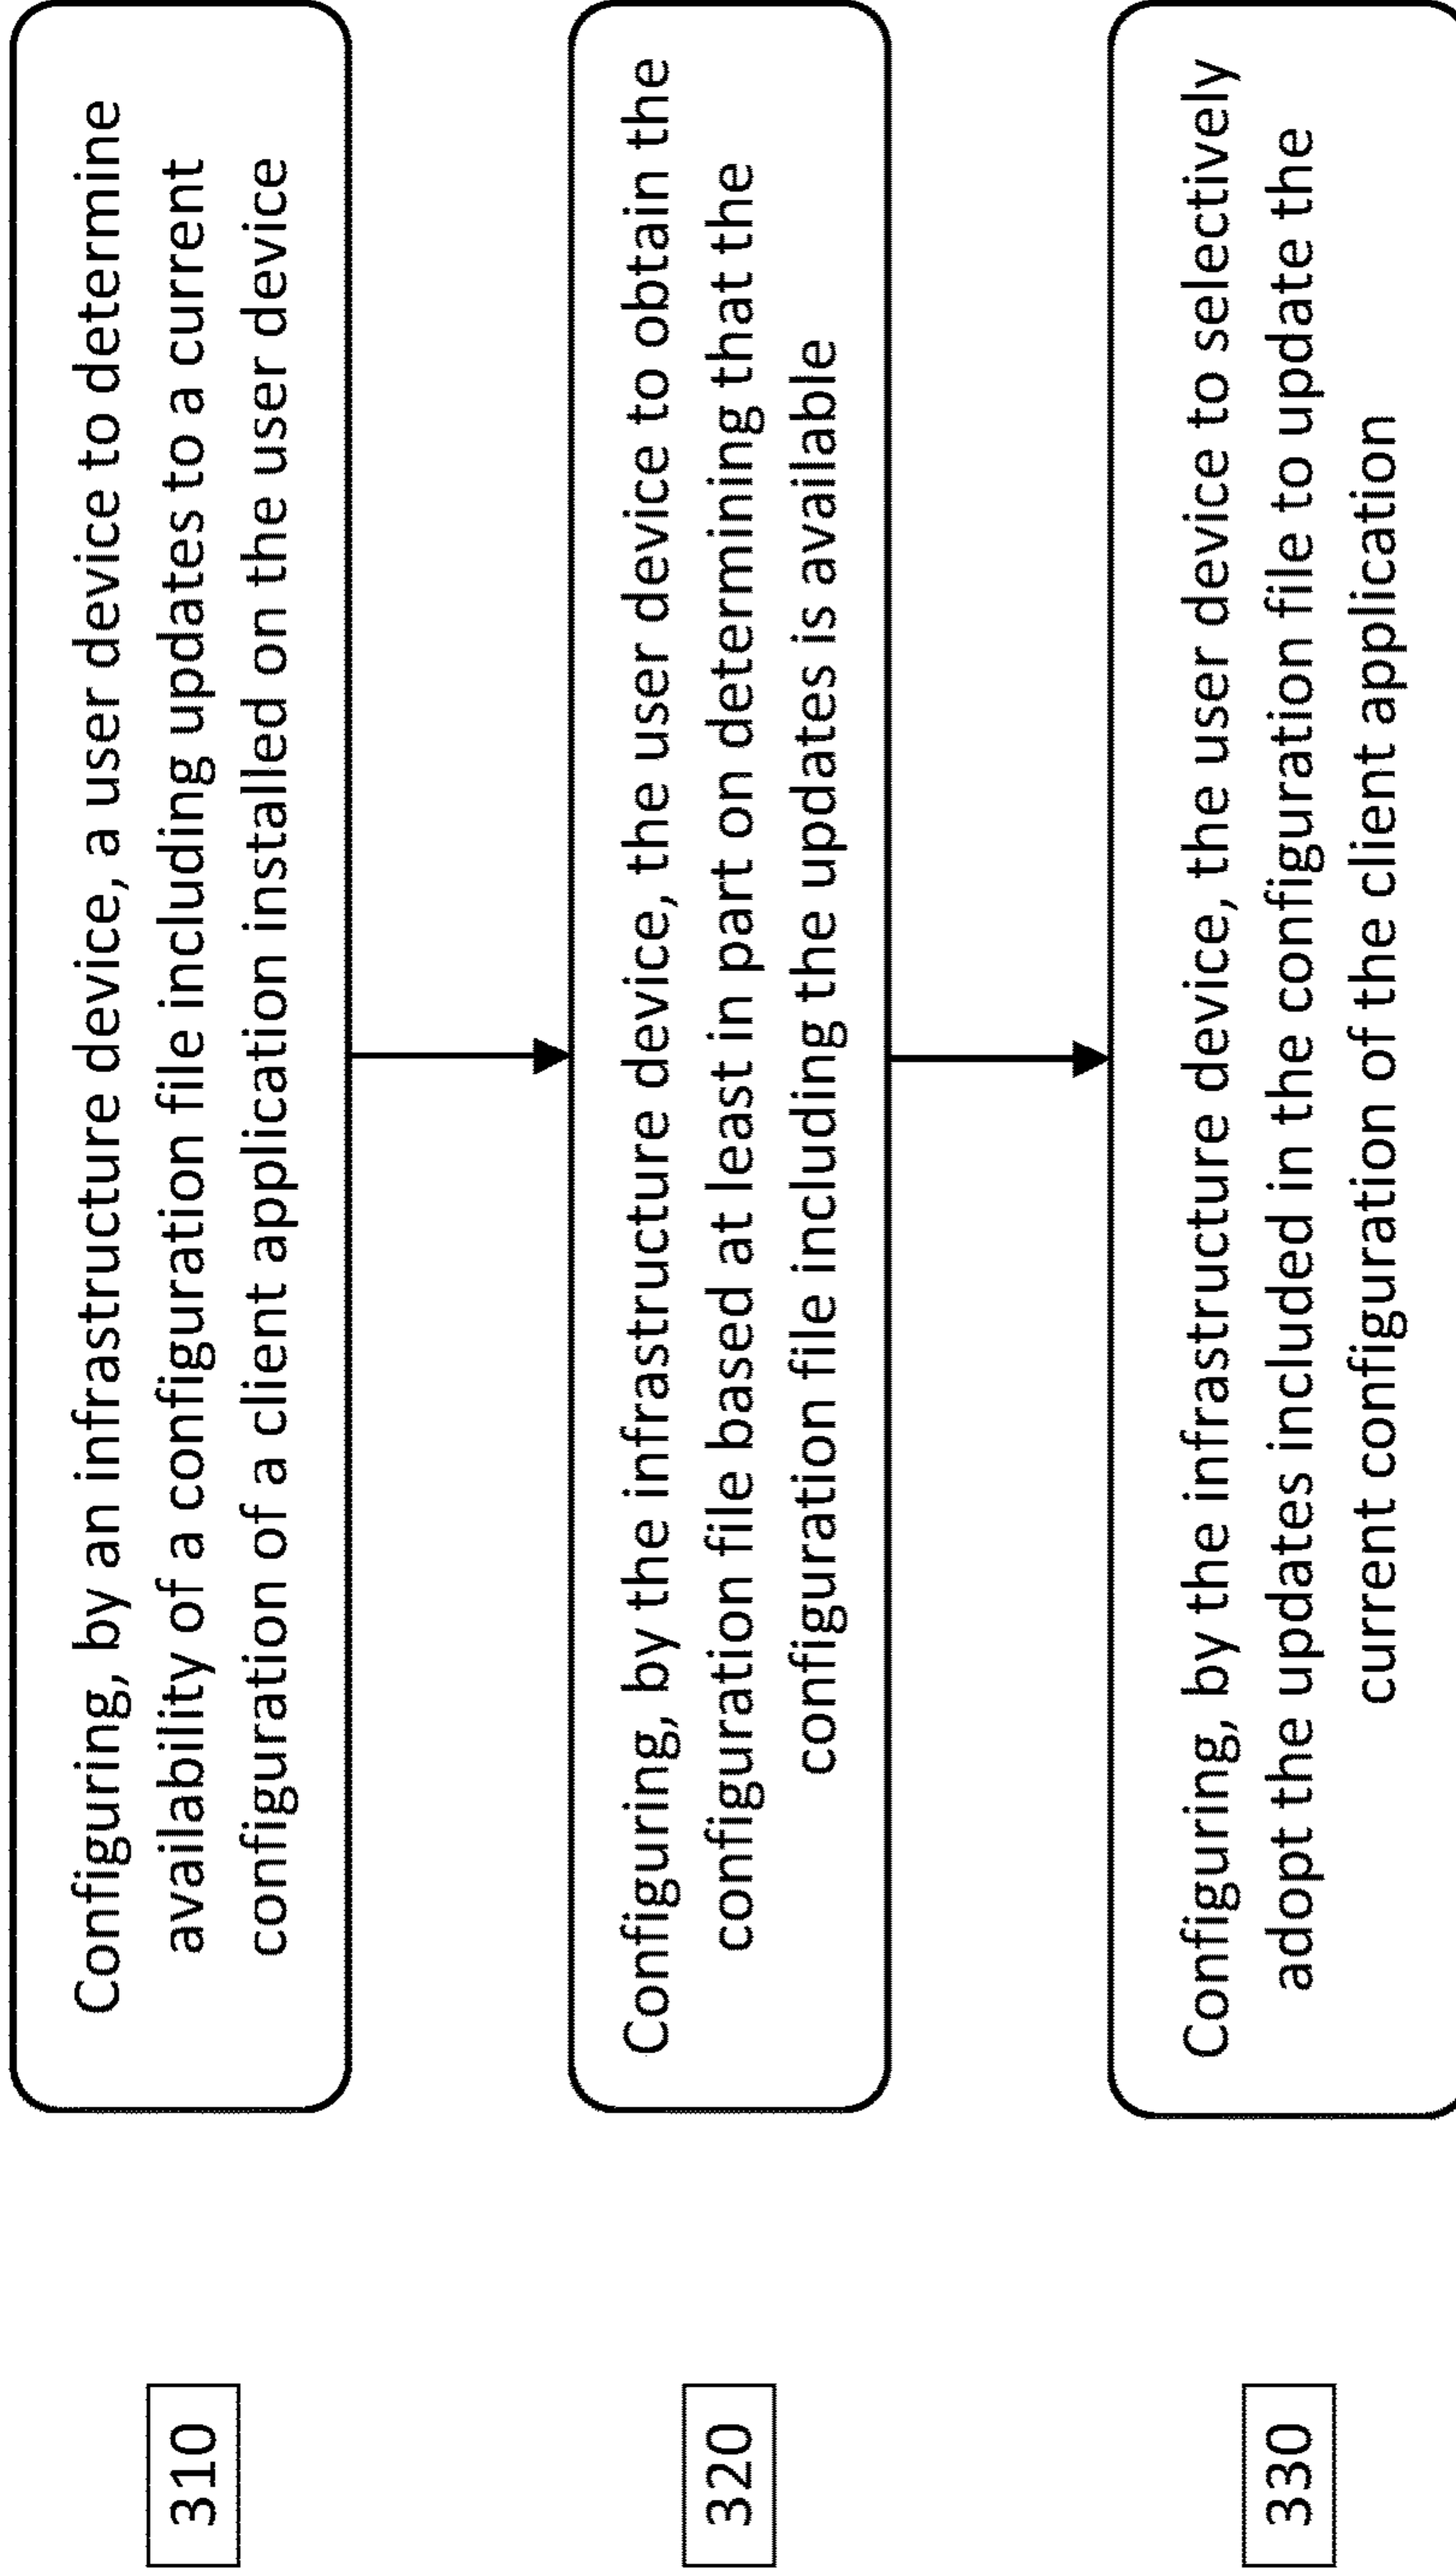 310
Configuring, by an infrastructure device, a user device to determine
availability of a configuration file including updates to a current
configuration of a client application installed on the user device
320
Configuring, by the infrastructure device, the user device to obtain the
configuration file based at least in part on determining that the
configuration file including the updates is available
330
Configuring, by the infrastructure device, the user device to selectively
adopt the updates included in the configuration file to update the
current configuration of the client application